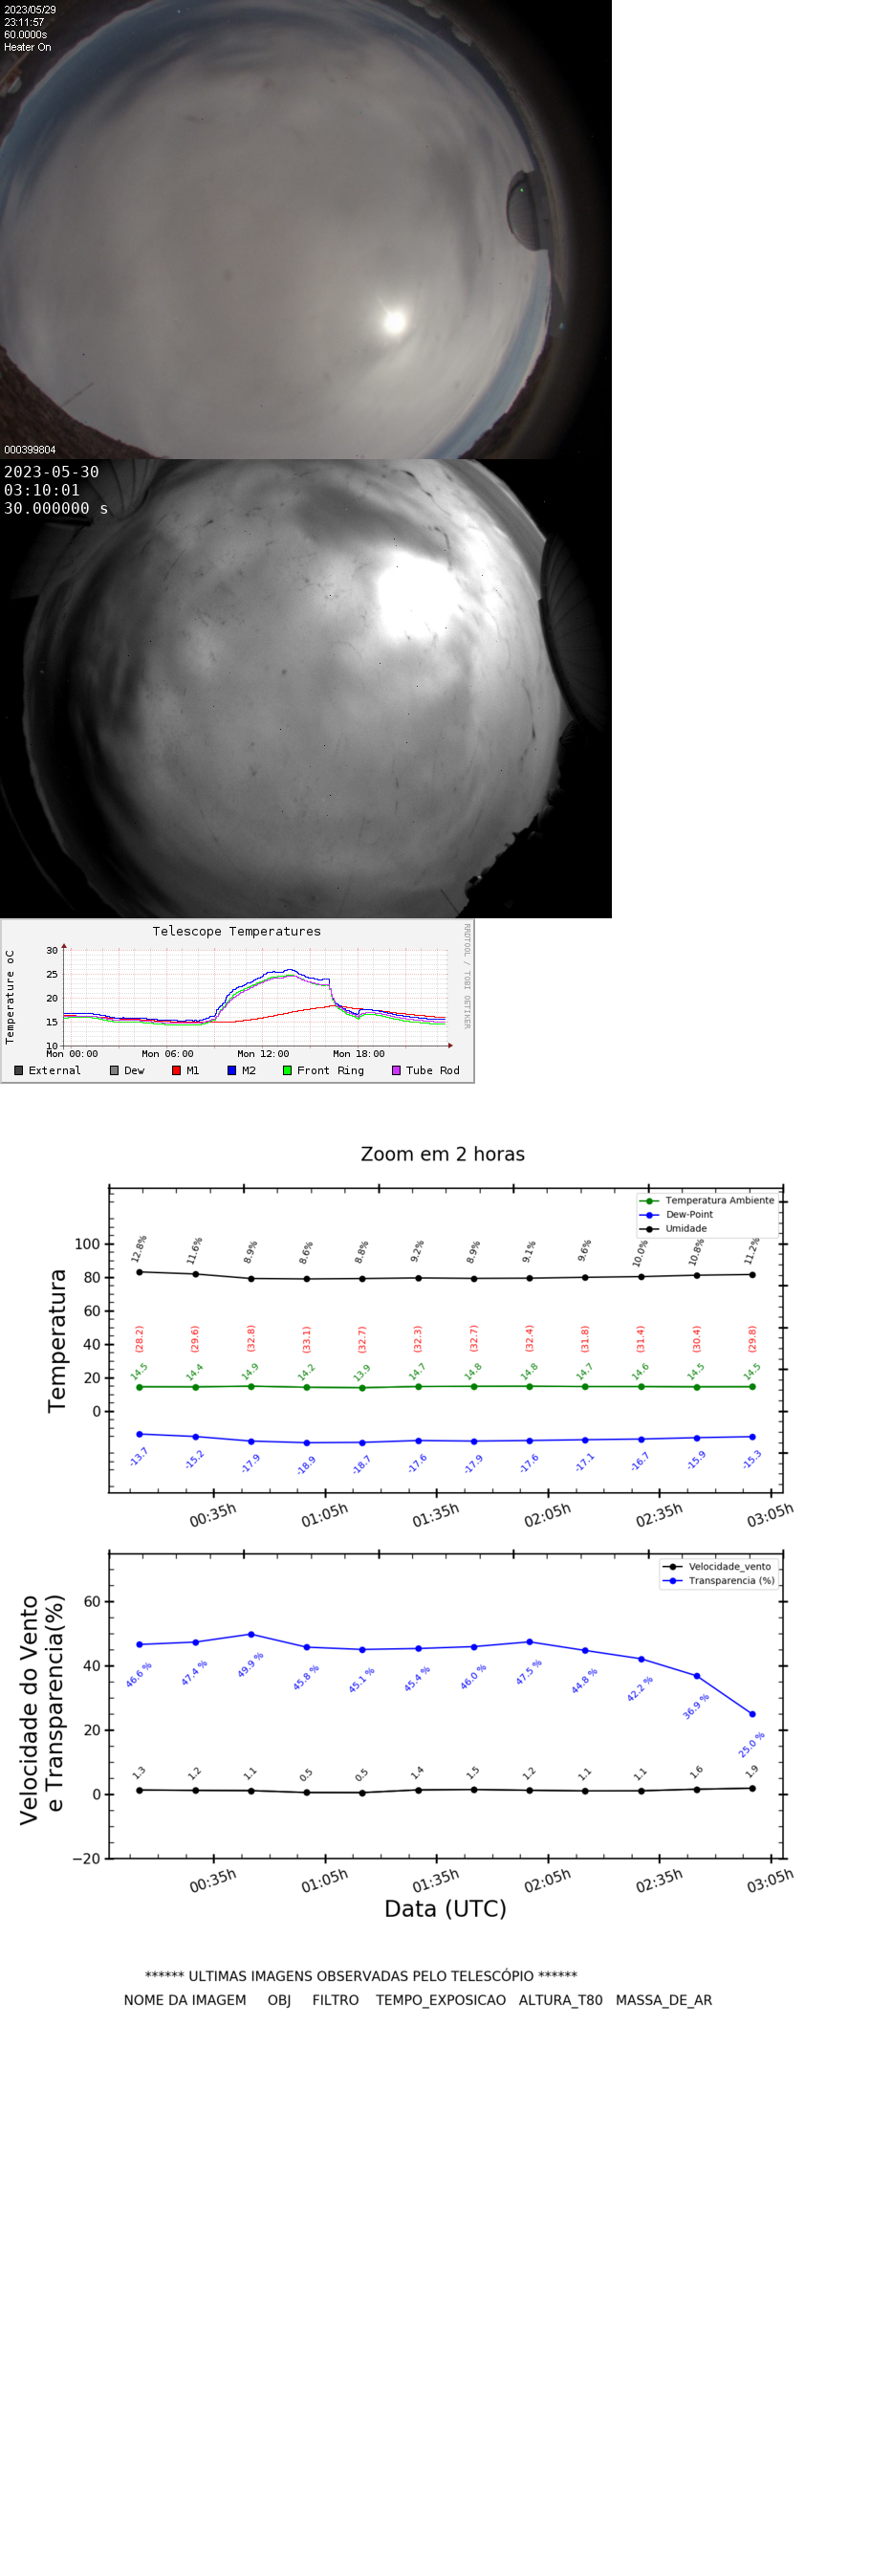 2023/05/29
23:11:57
60.0000s
Heater On
000399804
2023-05-30
03:10:01
30.000000 s
Telescope Temperatures
RRDTOOL / TOBI OETIKER
Temperature oC
30
25
20
15
10
Mon 00:00 Mon 06:00 Mon 12:00 Mon 18:00
External Dew M1 M2 Front Ring Tube Rod
Zoom em 2 horas
Temperatura Ambiente
Dew-Point
Umidade
Temperatura
100
80
60
40
20
0
12.8% 11.6% 8.9% 8.6% 8.8% 9.2% 8.9% 9.1% 9.6% 10.0% 10.8% 11.2%
(28.2) (29.6) (32.8) (33.1) (32.7) (32.3) (32.7) (32.4) (31.8) (31.4) (30.4) (29.8)
14.5 14.4 14.9 14.2 13.9 14.7 14.8 14.8 14.7 14.6 14.5 14.5
-13.7 -15.2 -17.9 -18.9 -18.7 -17.6 -17.9 -17.6 -17.1 -16.7 -15.9 -15.3
00:35h 01:05h 01:35h 02:05h 02:35h 03:05h
Velocidade_vento
Transparencia (%)
Velocidade do Vento
e Transparencia(%)
60
40
20
0
−20
46.6 % 47.4 % 49.9 % 45.8 % 45.1 % 45.4 % 46.0 % 47.5 % 44.8 % 42.2 % 36.9 % 25.0 %
1.3 1.2 1.1 0.5 0.5 1.4 1.5 1.2 1.1 1.1 1.6 1.9
00:35h 01:05h 01:35h 02:05h 02:35h 03:05h
Data (UTC)
****** ULTIMAS IMAGENS OBSERVADAS PELO TELESCÓPIO ******
NOME DA IMAGEM OBJ FILTRO TEMPO_EXPOSICAO ALTURA_T80 MASSA_DE_AR